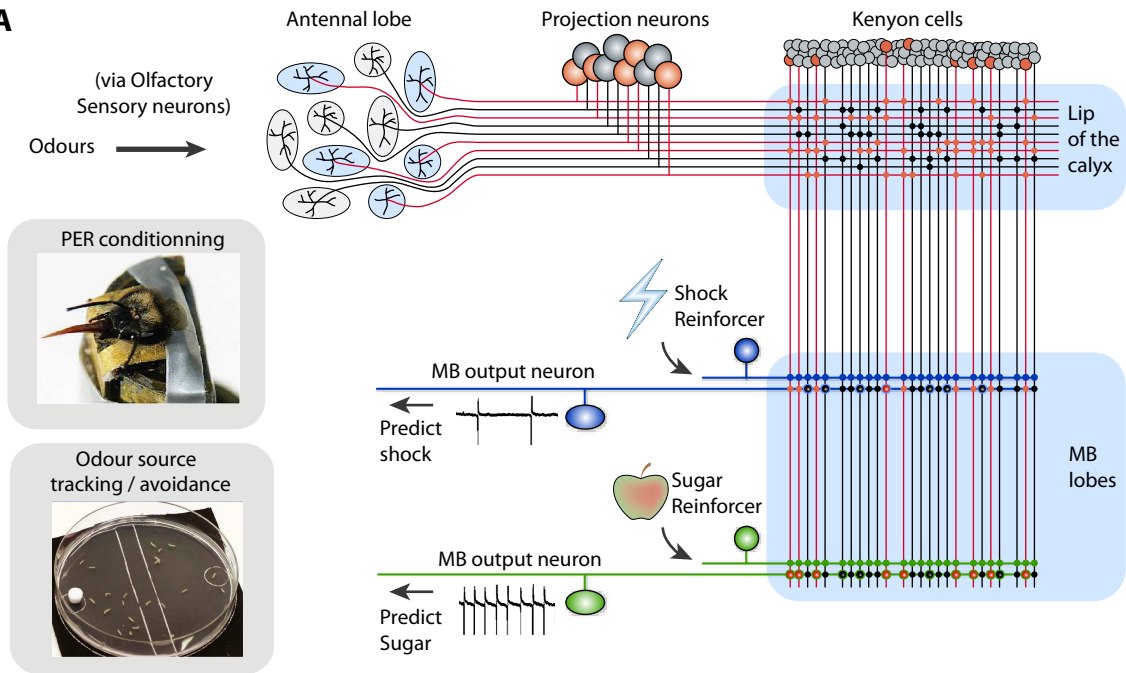 A
Antennal lobe
Projection neurons
Kenyon cells
(via Olfactory
Sensory neurons)
Odours
Lip
of the
calyx
PER conditionning
Shock
Reinforcer
MB output neuron
Predict
shock
MB
lobes
Odour source
tracking / avoidance
Sugar
Reinforcer
MB output neuron
Predict
Sugar